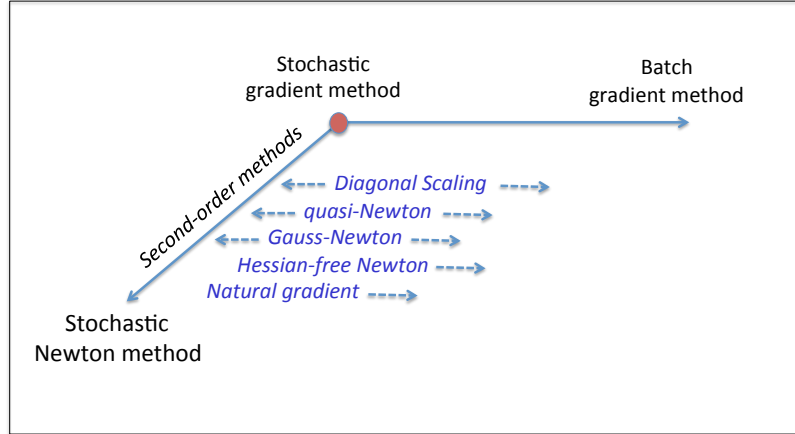 Stochastic
gradient method
Batch
gradient method
Second-order methods
Diagonal Scaling
quasi-Newton
Gauss-Newton
Hessian-free Newton
Natural gradient
Stochastic
Newton method